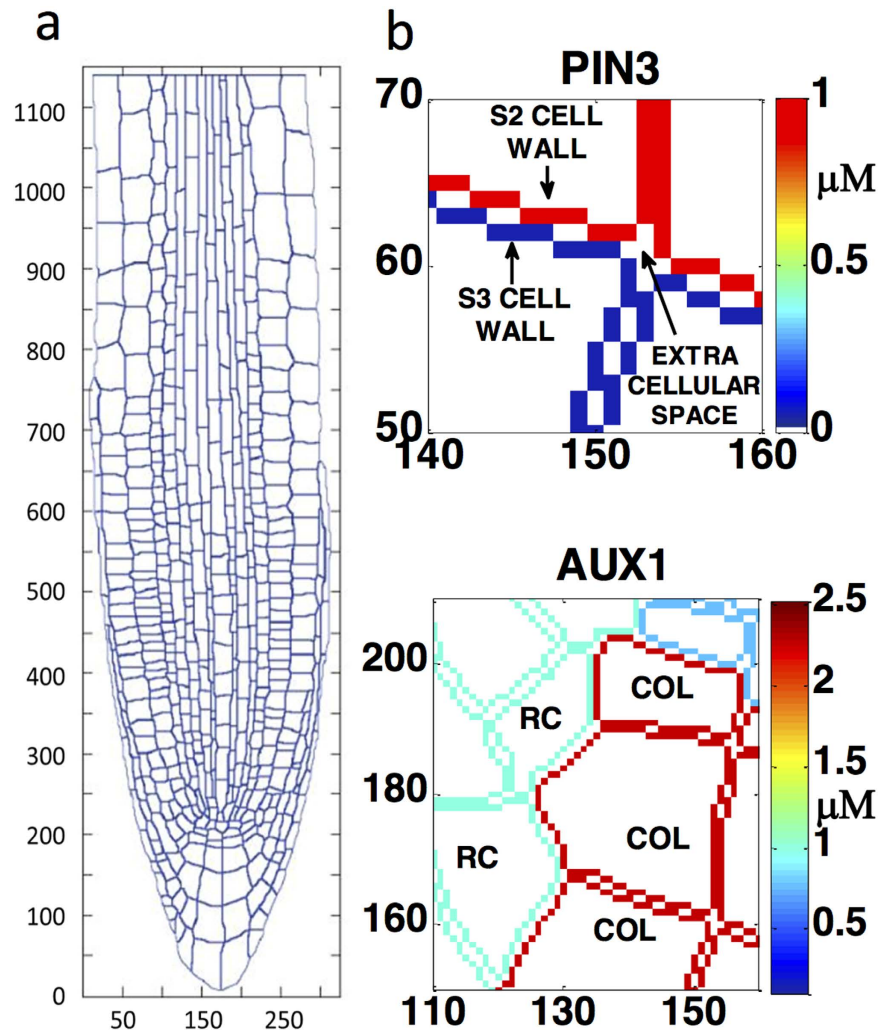 a
1100
1000
900
800
700
600
500
400
300
200
100
0
50 150 250
b
PIN3
70
60
50
140 150 160
S2 CELL
WALL
S3 CELL
WALL
EXTRA
CELLULAR
SPACE
1
μM
0.5
0
AUX1
200
180
160
110 130 150
COL
RC
COL
RC
COL
2.5
2
1.5
μM
1
0.5